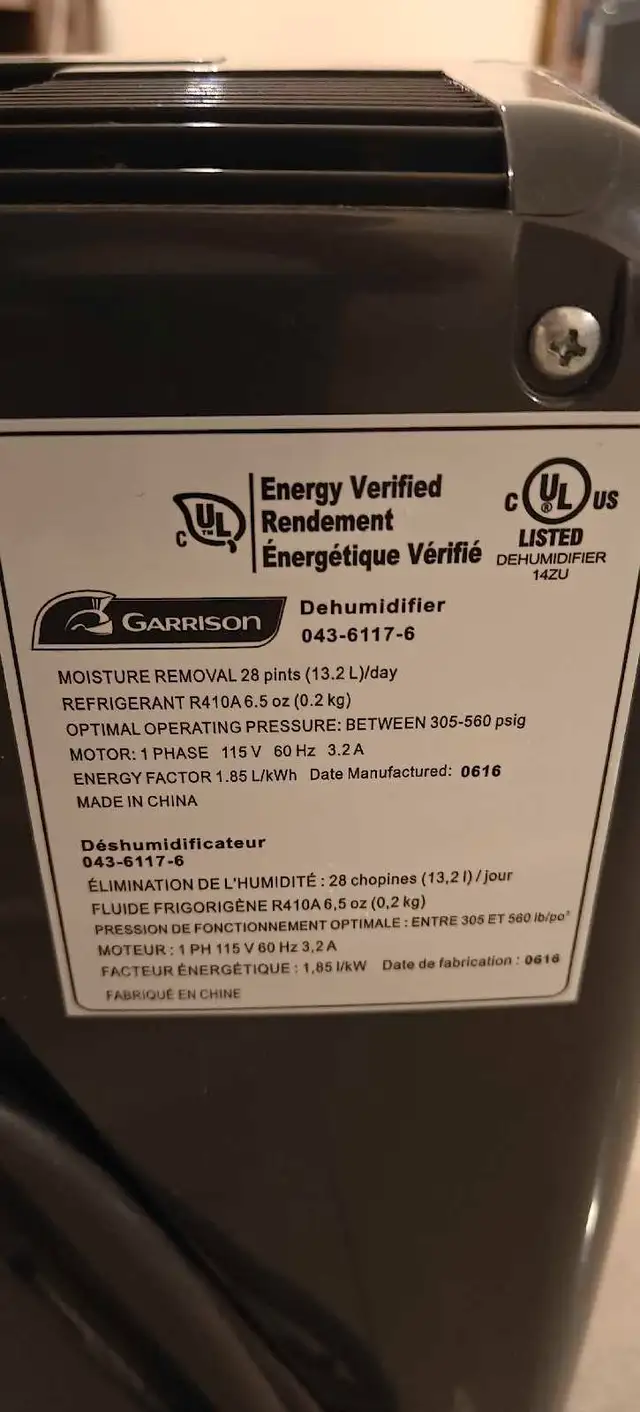 C UL™
Energy Verified
Rendement
Énergétique Vérifié
C UL® US
LISTED
DEHUMIDIFIER
14ZU
GARRISON
Dehumidifier
043-6117-6
MOISTURE REMOVAL 28 pints (13.2 L)/day
REFRIGERANT R410A 6.5 oz (0.2 kg)
OPTIMAL OPERATING PRESSURE: BETWEEN 305-560 psig
MOTOR: 1 PHASE 115 V 60 Hz 3.2 A
ENERGY FACTOR 1.85 L/kWh Date Manufactured: 0616
MADE IN CHINA
Déshumidificateur
043-6117-6
ÉLIMINATION DE L'HUMIDITÉ : 28 chopines (13,2 l) / jour
FLUIDE FRIGORIGÈNE R410A 6,5 oz (0,2 kg)
PRESSION DE FONCTIONNEMENT OPTIMALE : ENTRE 305 ET 560 lb/po²
MOTEUR : 1 PH 115 V 60 Hz 3,2 A
FACTEUR ÉNERGÉTIQUE : 1,85 l/kW Date de fabrication : 0616
FABRIQUÉ EN CHINE